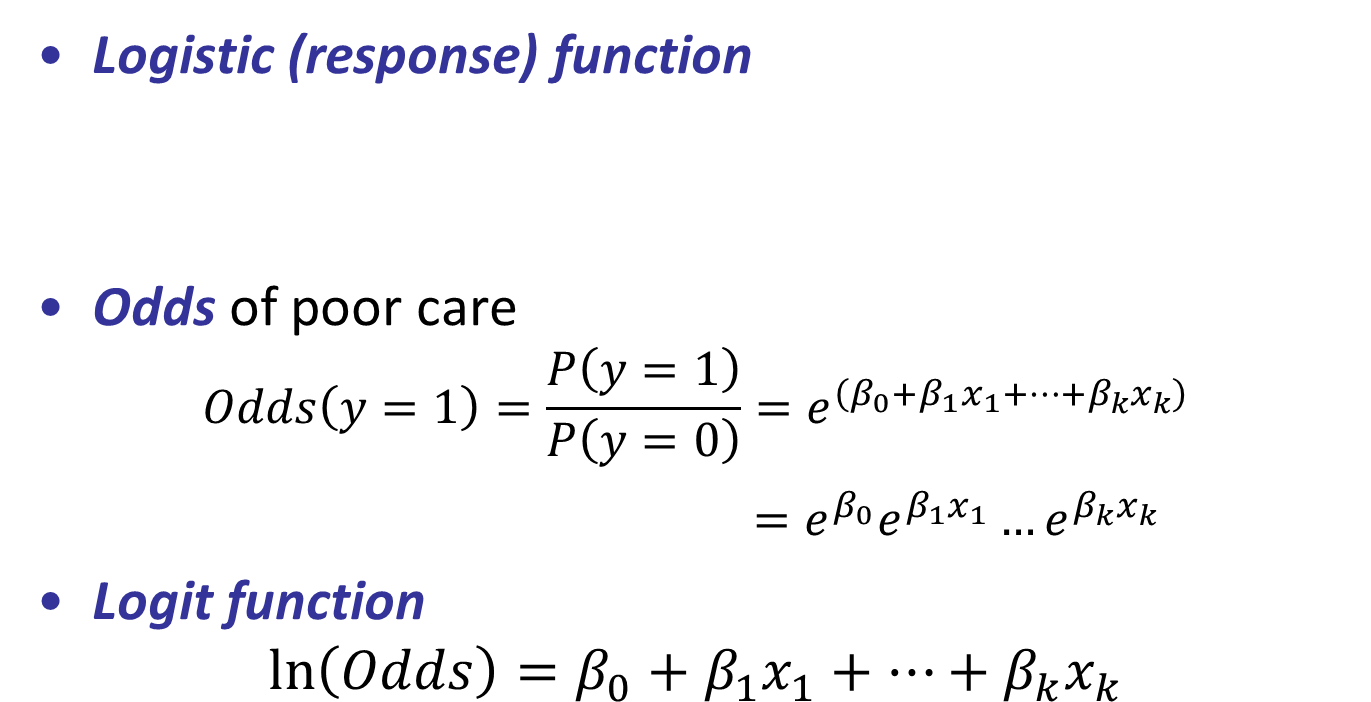 • Logistic (response) function
• Odds of poor care
Odds(y = 1) = P(y = 1) / P(y = 0) = e^(β₀+β₁x₁+⋯+βₖxₖ)
= e^β₀ e^β₁x₁ … e^βₖxₖ
• Logit function
ln(Odds) = β₀ + β₁x₁ + ⋯ + βₖxₖ